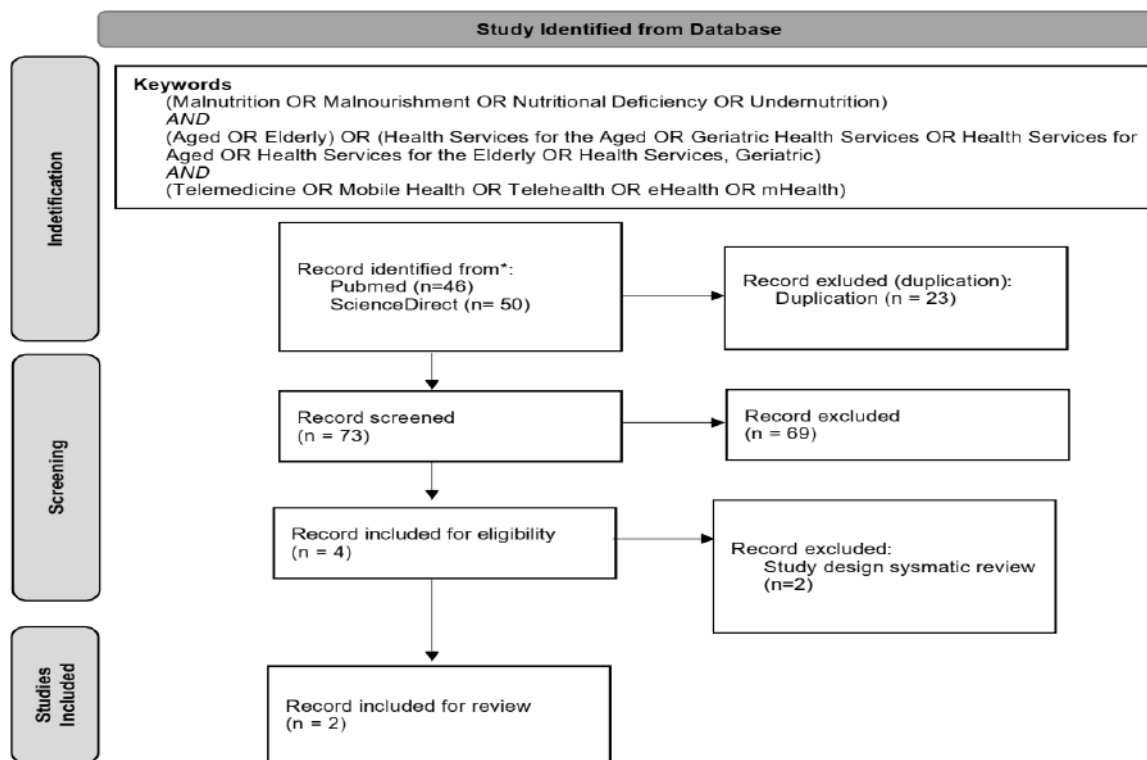 Study Identified from Database
Indetification
Keywords
(Malnutrition OR Malnourishment OR Nutritional Deficiency OR Undernutrition)
AND
(Aged OR Elderly) OR (Health Services for the Aged OR Geriatric Health Services OR Health Services for
Aged OR Health Services for the Elderly OR Health Services, Geriatric)
AND
(Telemedicine OR Mobile Health OR Telehealth OR eHealth OR mHealth)
Record identified from*:
Pubmed (n=46)
ScienceDirect (n= 50)
Record exluded (duplication):
Duplication (n = 23)
Screening
Record screened
(n = 73)
Record excluded
(n = 69)
Record included for eligibility
(n = 4)
Record excluded:
Study design sysmatic review
(n=2)
Studies
Included
Record included for review
(n = 2)